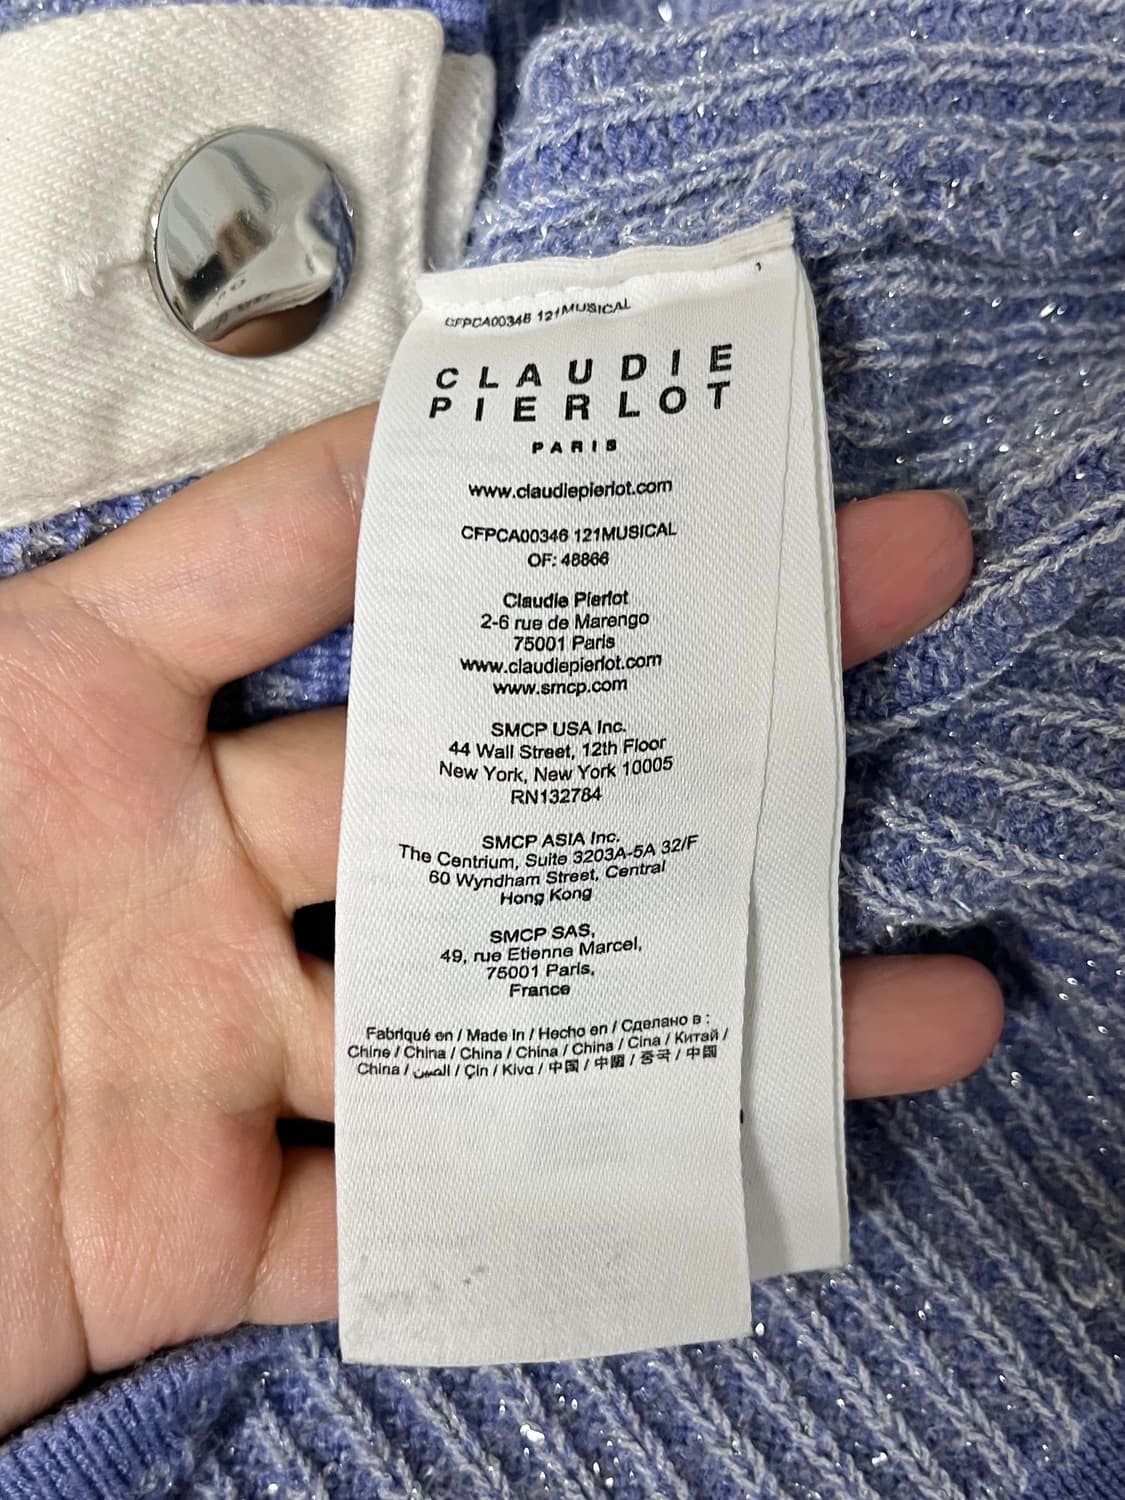 CFPCA00346 121MUSICAL
1
CLAUDIE
PIERLOT
PARIS
www.claudiepierlot.com
CFPCA00346 121MUSICAL
OF: 48866
Claudie Pierlot
2-6 rue de Marengo
75001 Paris
www.claudiepierlot.com
www.smcp.com
SMCP USA Inc.
44 Wall Street, 12th Floor
New York, New York 10005
RN132784
SMCP ASIA Inc.
The Centrium, Suite 3203A-5A 32/F
60 Wyndham Street, Central
Hong Kong
SMCP SAS,
49, rue Etienne Marcel,
75001 Paris,
France
Fabriqué en / Made in / Hecho en / Сделано в :
Chine / China / China / China / China / Cina / Китай /
China / الصين / Çin / Κίνα / 中国 / 中國 / 중국 / 中国